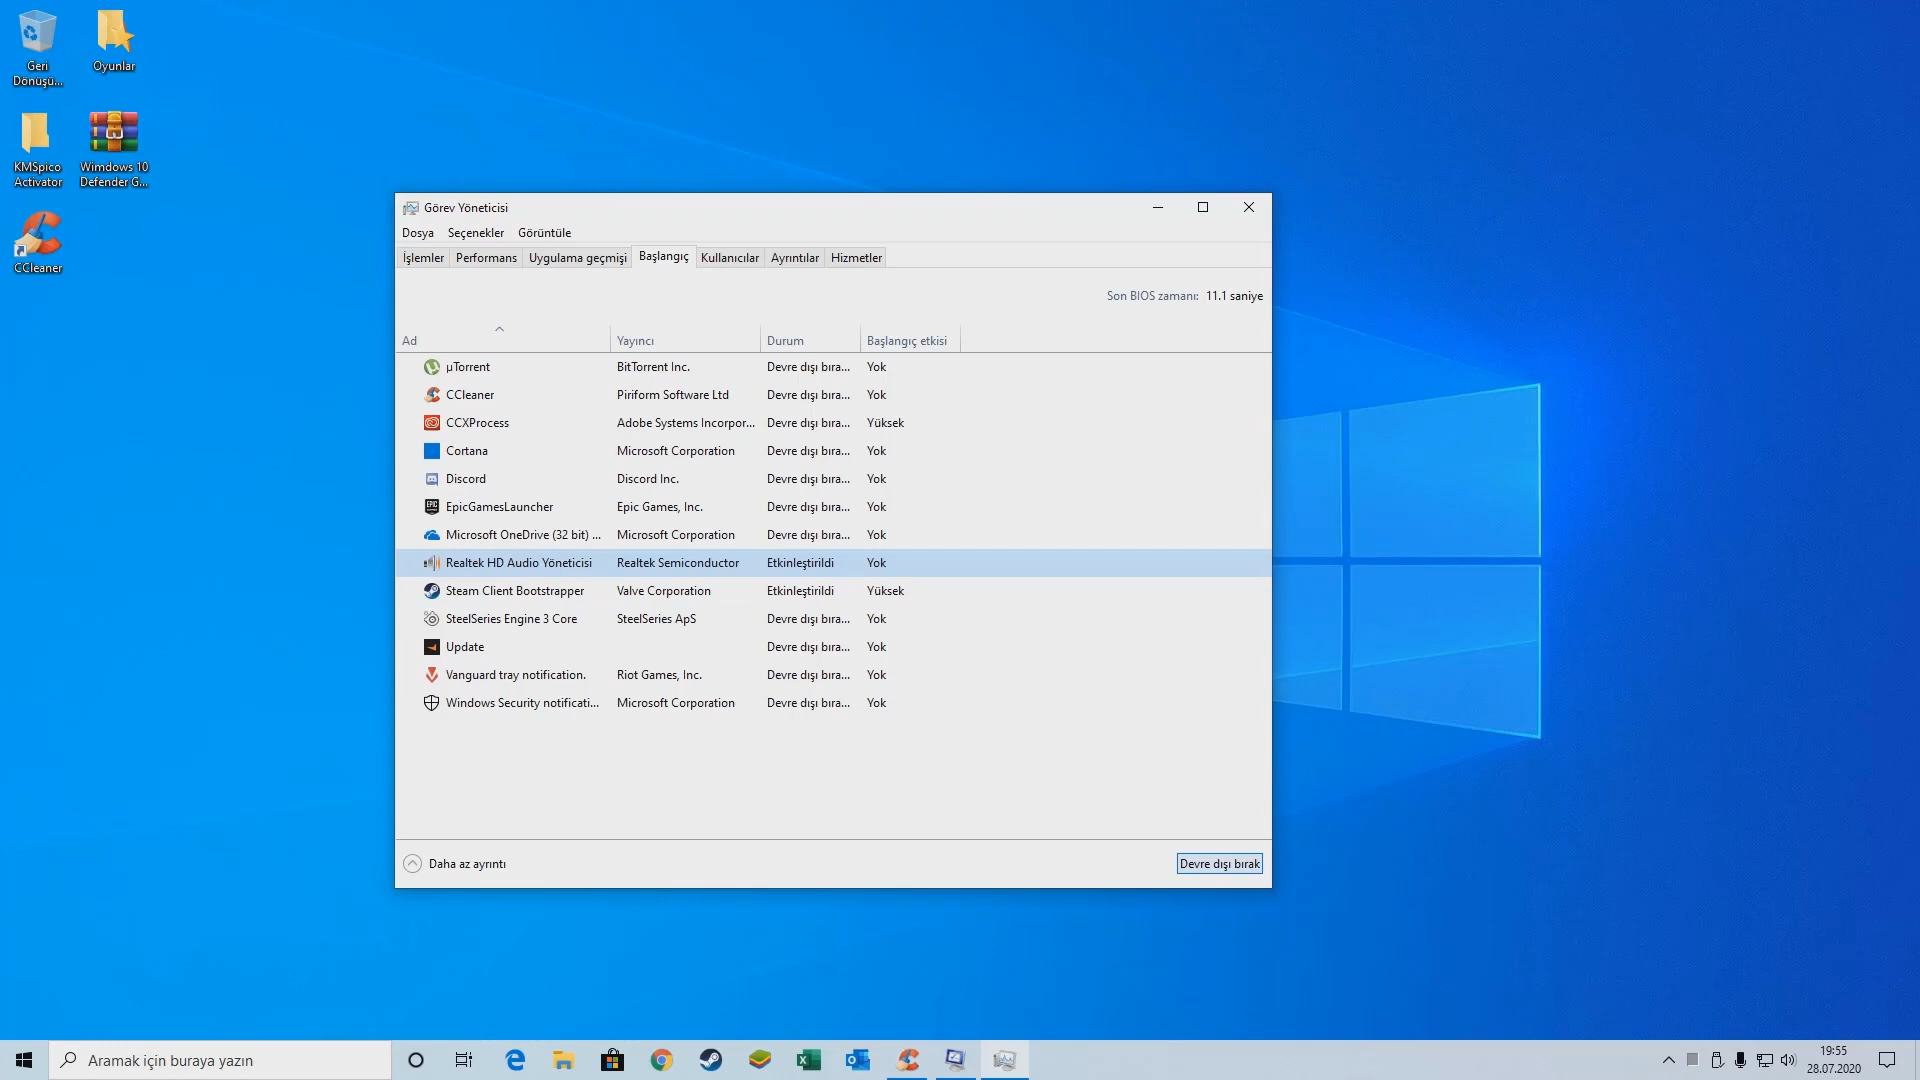 Geri
Dönüşü...
Oyunlar
KMSpico
Activator
Wimdows 10
Defender G...
CCleaner
Görev Yöneticisi
Dosya Seçenekler Görüntüle
İşlemler Performans Uygulama geçmişi Başlangıç Kullanıcılar Ayrıntılar Hizmetler
Son BIOS zamanı: 11.1 saniye
Ad Yayıncı Durum Başlangıç etkisi
µTorrent BitTorrent Inc. Devre dışı bıra... Yok
CCleaner Piriform Software Ltd Devre dışı bıra... Yok
CCXProcess Adobe Systems Incorpor... Devre dışı bıra... Yüksek
Cortana Microsoft Corporation Devre dışı bıra... Yok
Discord Discord Inc. Devre dışı bıra... Yok
EpicGamesLauncher Epic Games, Inc. Devre dışı bıra... Yok
Microsoft OneDrive (32 bit) ... Microsoft Corporation Devre dışı bıra... Yok
Realtek HD Audio Yöneticisi Realtek Semiconductor Etkinleştirildi Yok
Steam Client Bootstrapper Valve Corporation Etkinleştirildi Yüksek
SteelSeries Engine 3 Core SteelSeries ApS Devre dışı bıra... Yok
Update Devre dışı bıra... Yok
Vanguard tray notification. Riot Games, Inc. Devre dışı bıra... Yok
Windows Security notificati... Microsoft Corporation Devre dışı bıra... Yok
Daha az ayrıntı Devre dışı bırak
Aramak için buraya yazın
19:55
28.07.2020